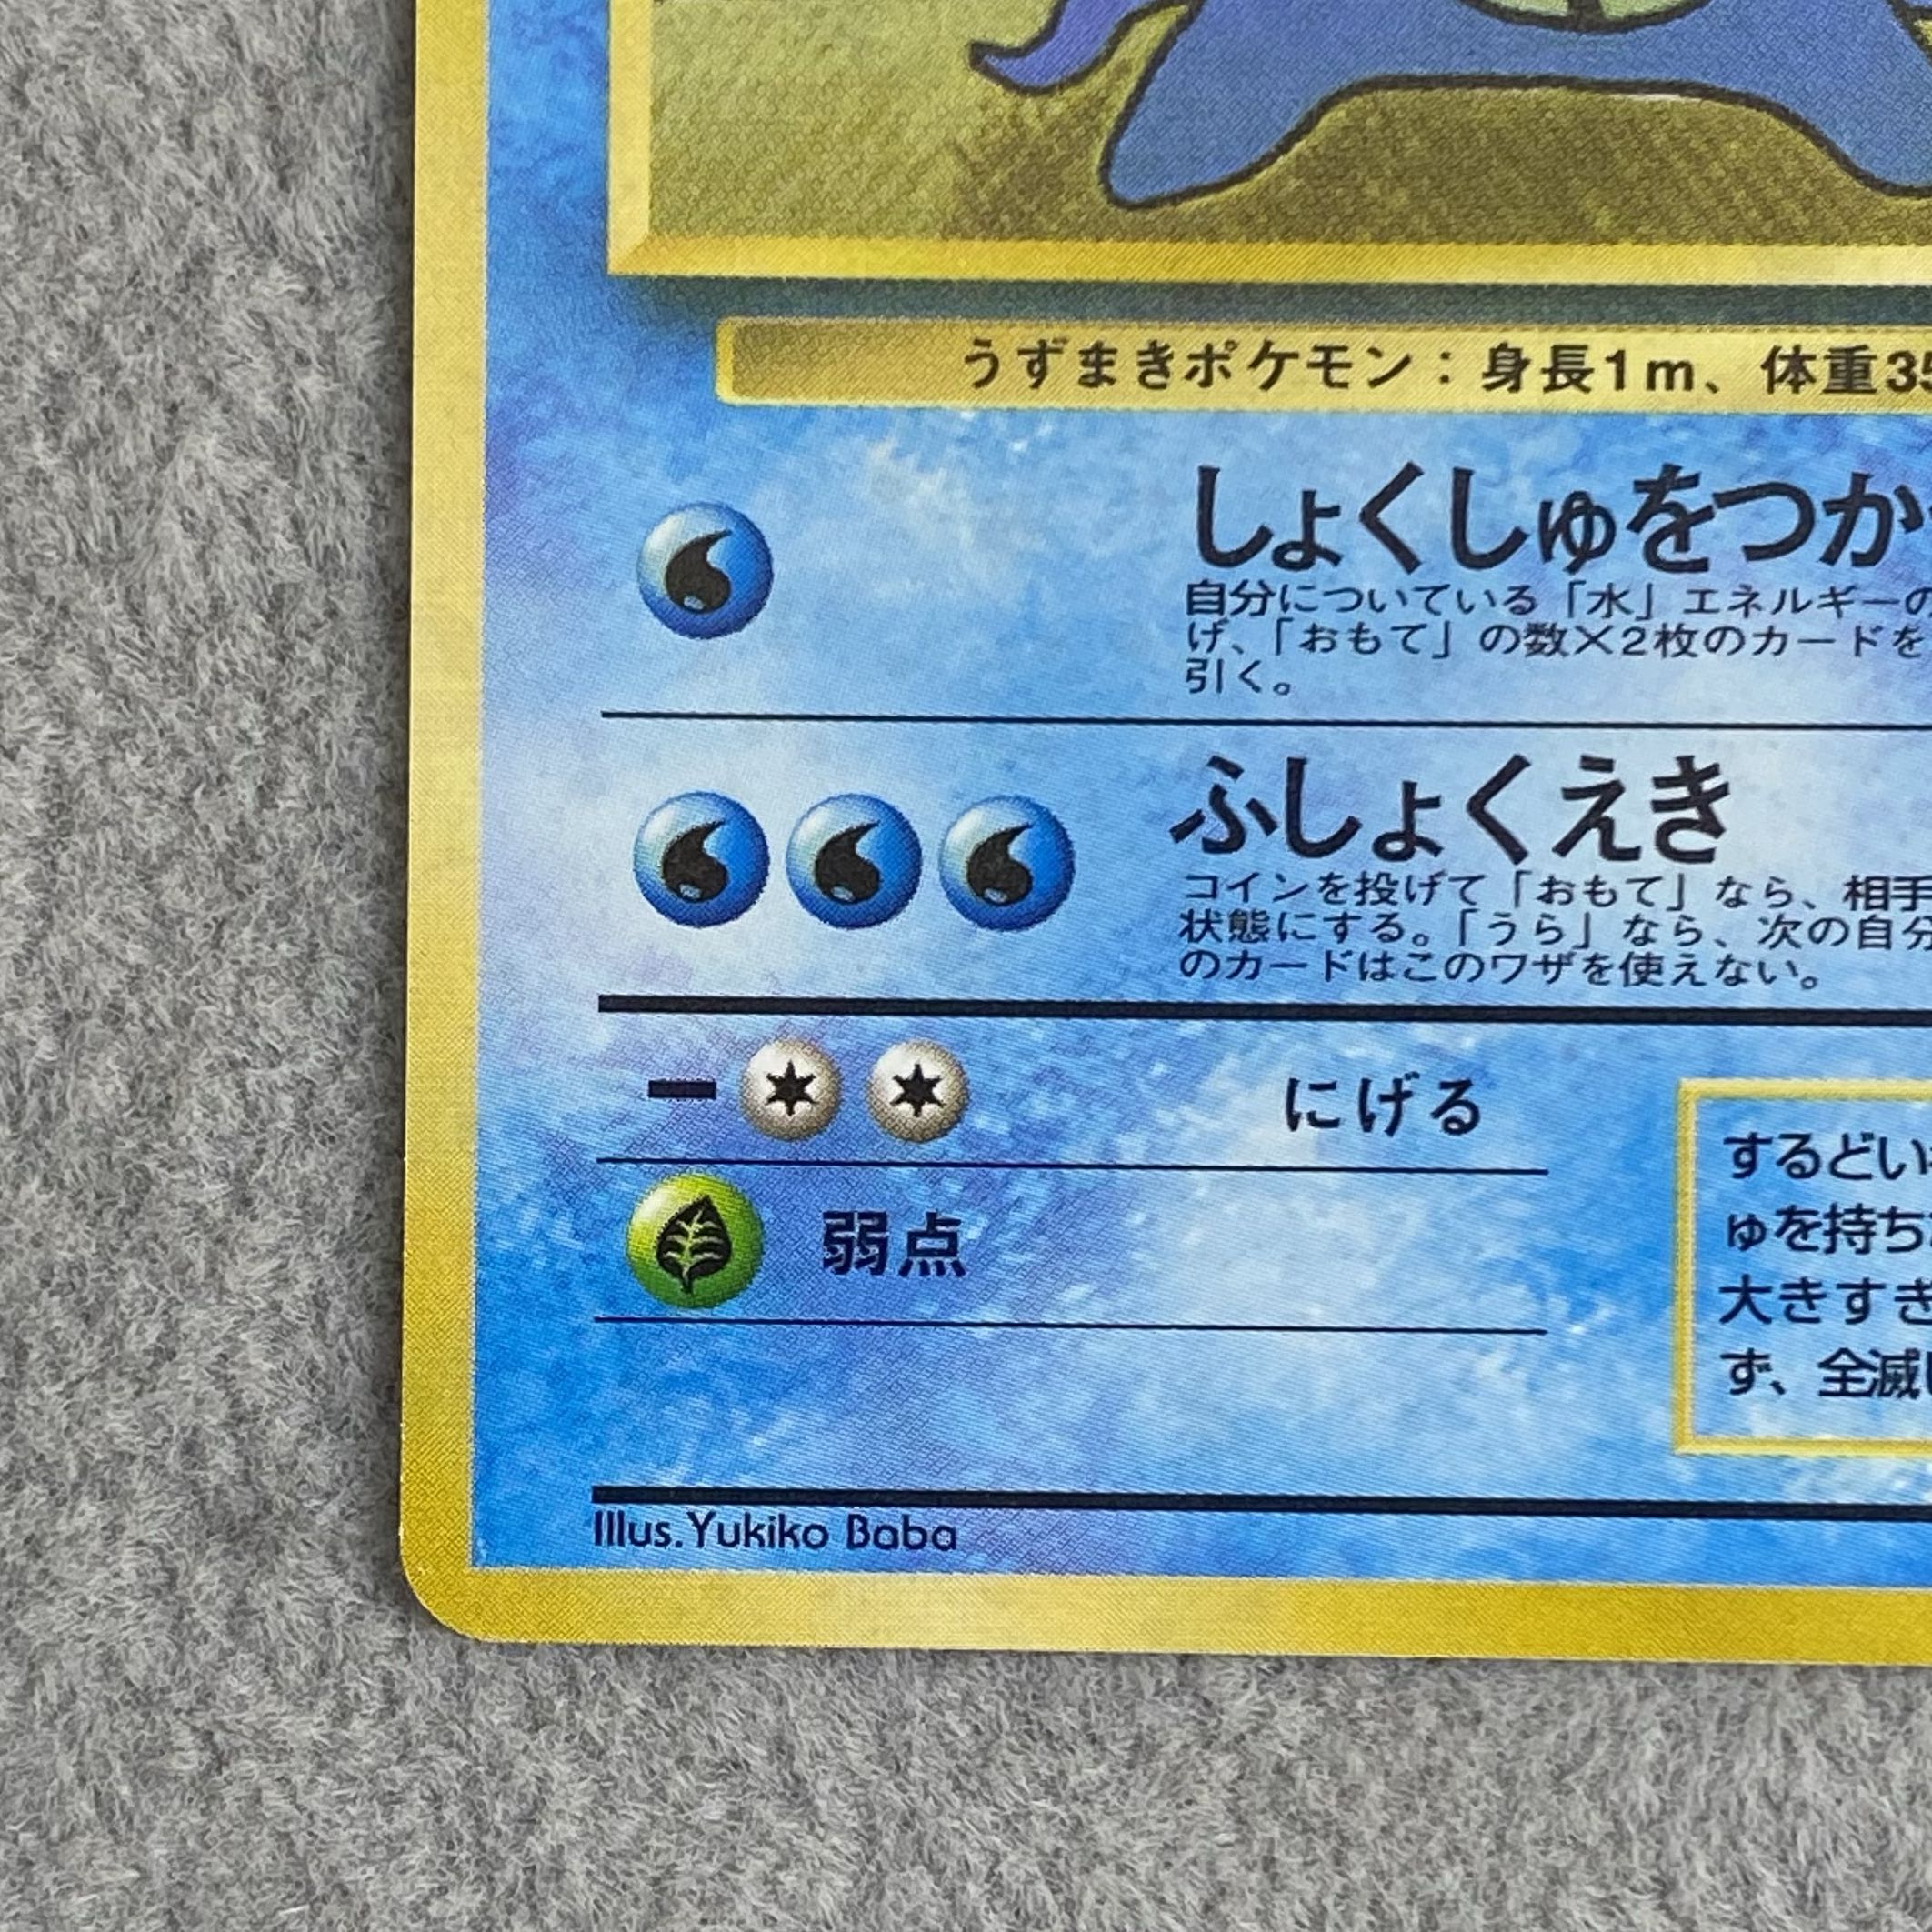 うずまきポケモン：身長1m、体重35
しょくしゅをつか
自分についている「水」エネルギーの
げ、「おもて」の数×2枚のカードを
引く。
ふしょくえき
コインを投げて「おもて」なら、相手
状態にする。「うら」なら、次の自分
のカードはこのワザを使えない。
にげる
弱点
するどい
ゅを持ち
大きすぎ
ず、全滅し
Illus.Yukiko Baba